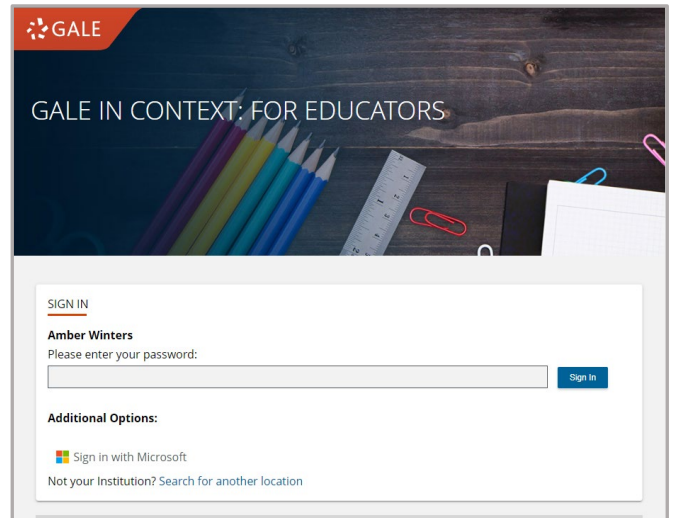 GALE
GALE IN CONTEXT: FOR EDUCATORS
SIGN IN
Amber Winters
Please enter your password:
Sign In
Additional Options:
Sign in with Microsoft
Not your Institution? Search for another location